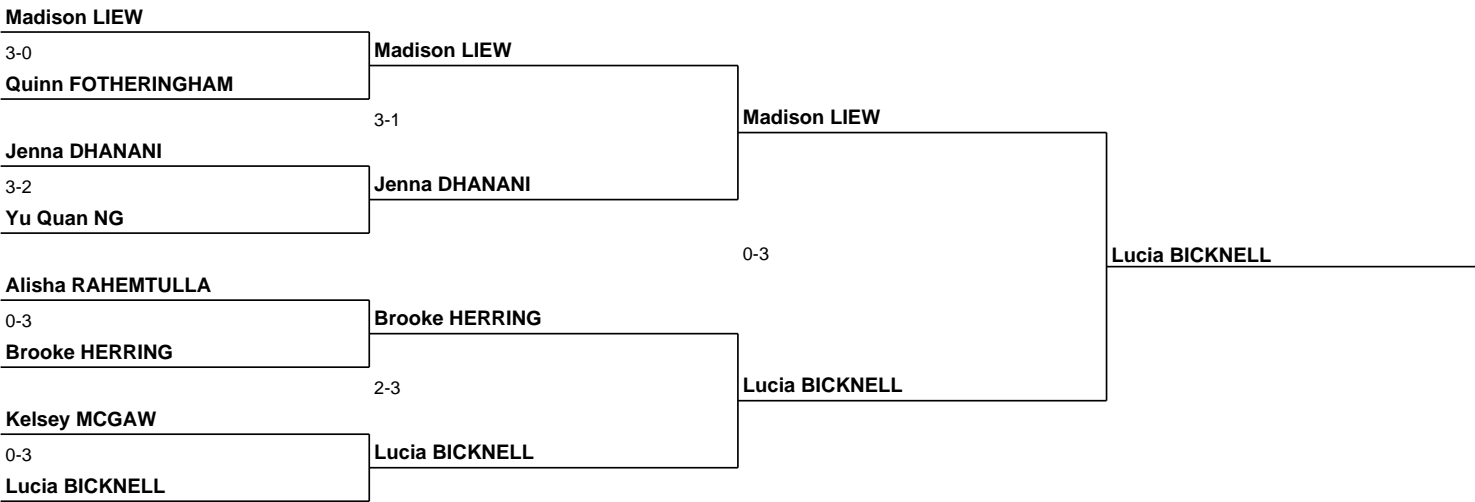 Madison LIEW
3-0
Quinn FOTHERINGHAM
Jenna DHANANI
3-2
Yu Quan NG
Alisha RAHEMTULLA
0-3
Brooke HERRING
Kelsey MCGAW
0-3
Lucia BICKNELL
Madison LIEW
3-1
Jenna DHANANI
Brooke HERRING
2-3
Lucia BICKNELL
Madison LIEW
0-3
Lucia BICKNELL
Lucia BICKNELL